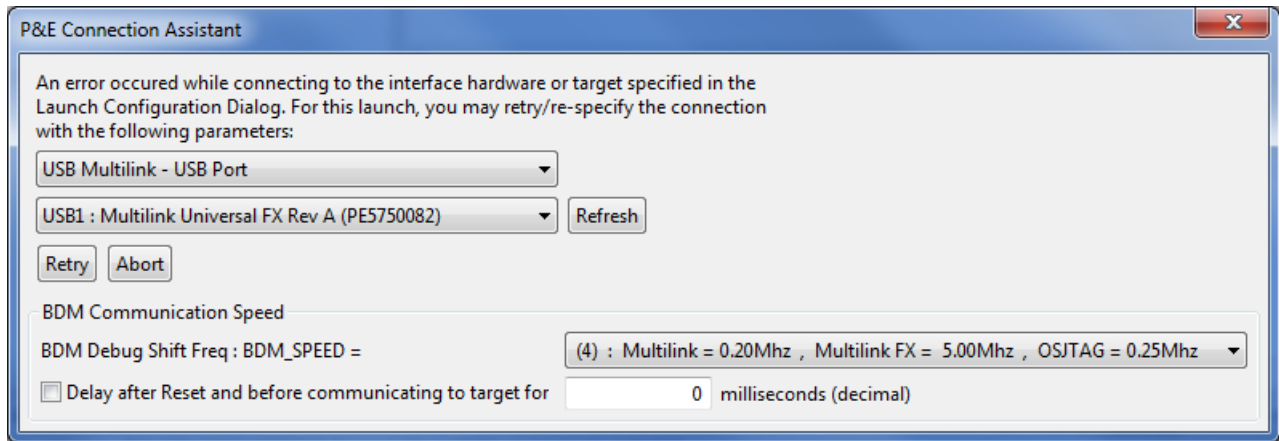 P&E Connection Assistant
An error occured while connecting to the interface hardware or target specified in the
Launch Configuration Dialog. For this launch, you may retry/re-specify the connection
with the following parameters:
USB Multilink - USB Port
USB1 : Multilink Universal FX Rev A (PE5750082) Refresh
Retry Abort
BDM Communication Speed
BDM Debug Shift Freq : BDM_SPEED = (4) : Multilink = 0.20Mhz , Multilink FX = 5.00Mhz , OSJTAG = 0.25Mhz
Delay after Reset and before communicating to target for 0 milliseconds (decimal)